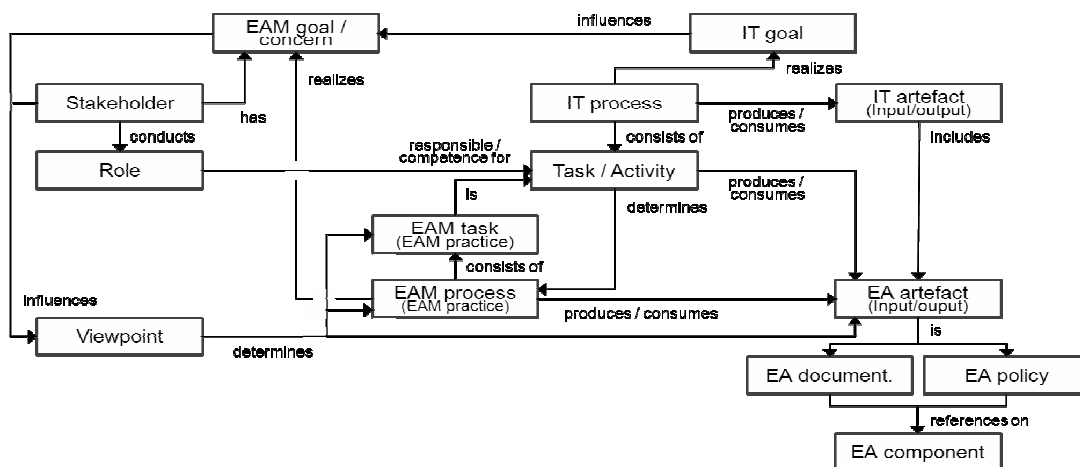 influences
EAM goal /
concern
IT goal
realizes
realizes
Stakeholder
has
IT process
produces /
consumes
IT artefact
(Input/output)
conducts
consists of
includes
responsible /
competence for
Role
Task / Activity
produces /
consumes
is
determines
EAM task
(EAM practice)
consists of
EAM process
(EAM practice)
produces / consumes
EA artefact
(Input/ouput)
influences
Viewpoint
determines
is
EA document.
EA policy
references on
EA component